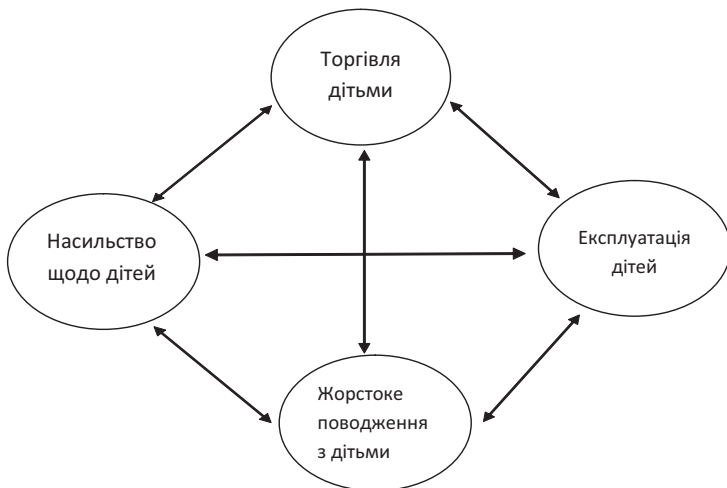 Торгівля
дітьми
Насильство
щодо дітей
Експлуатація
дітей
Жорстоке
поводження
з дітьми